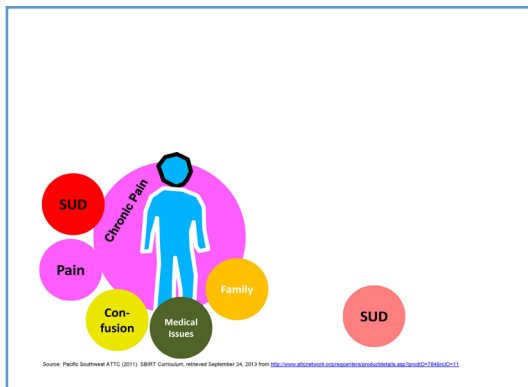 Chronic Pain
SUD
Pain
Con-
fusion
Medical
Issues
Family
SUD
Source: Pacific Southwest ATTC (2011). SBIRT Curriculum, retrieved September 24, 2013 from http://www.attcnetwork.org/regcenters/productdetails.asp?prodID=784&rcID=11